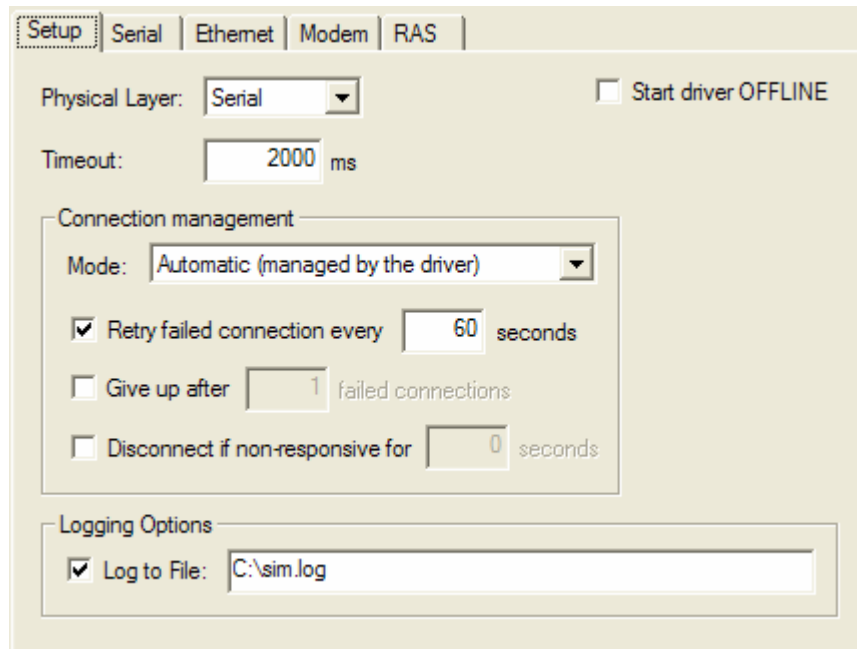 Setup Serial Ethernet Modem RAS
Physical Layer: Serial Start driver OFFLINE
Timeout: 2000 ms
Connection management
Mode: Automatic (managed by the driver)
Retry failed connection every 60 seconds
Give up after 1 failed connections
Disconnect if non-responsive for 0 seconds
Logging Options
Log to File: C:\sim.log